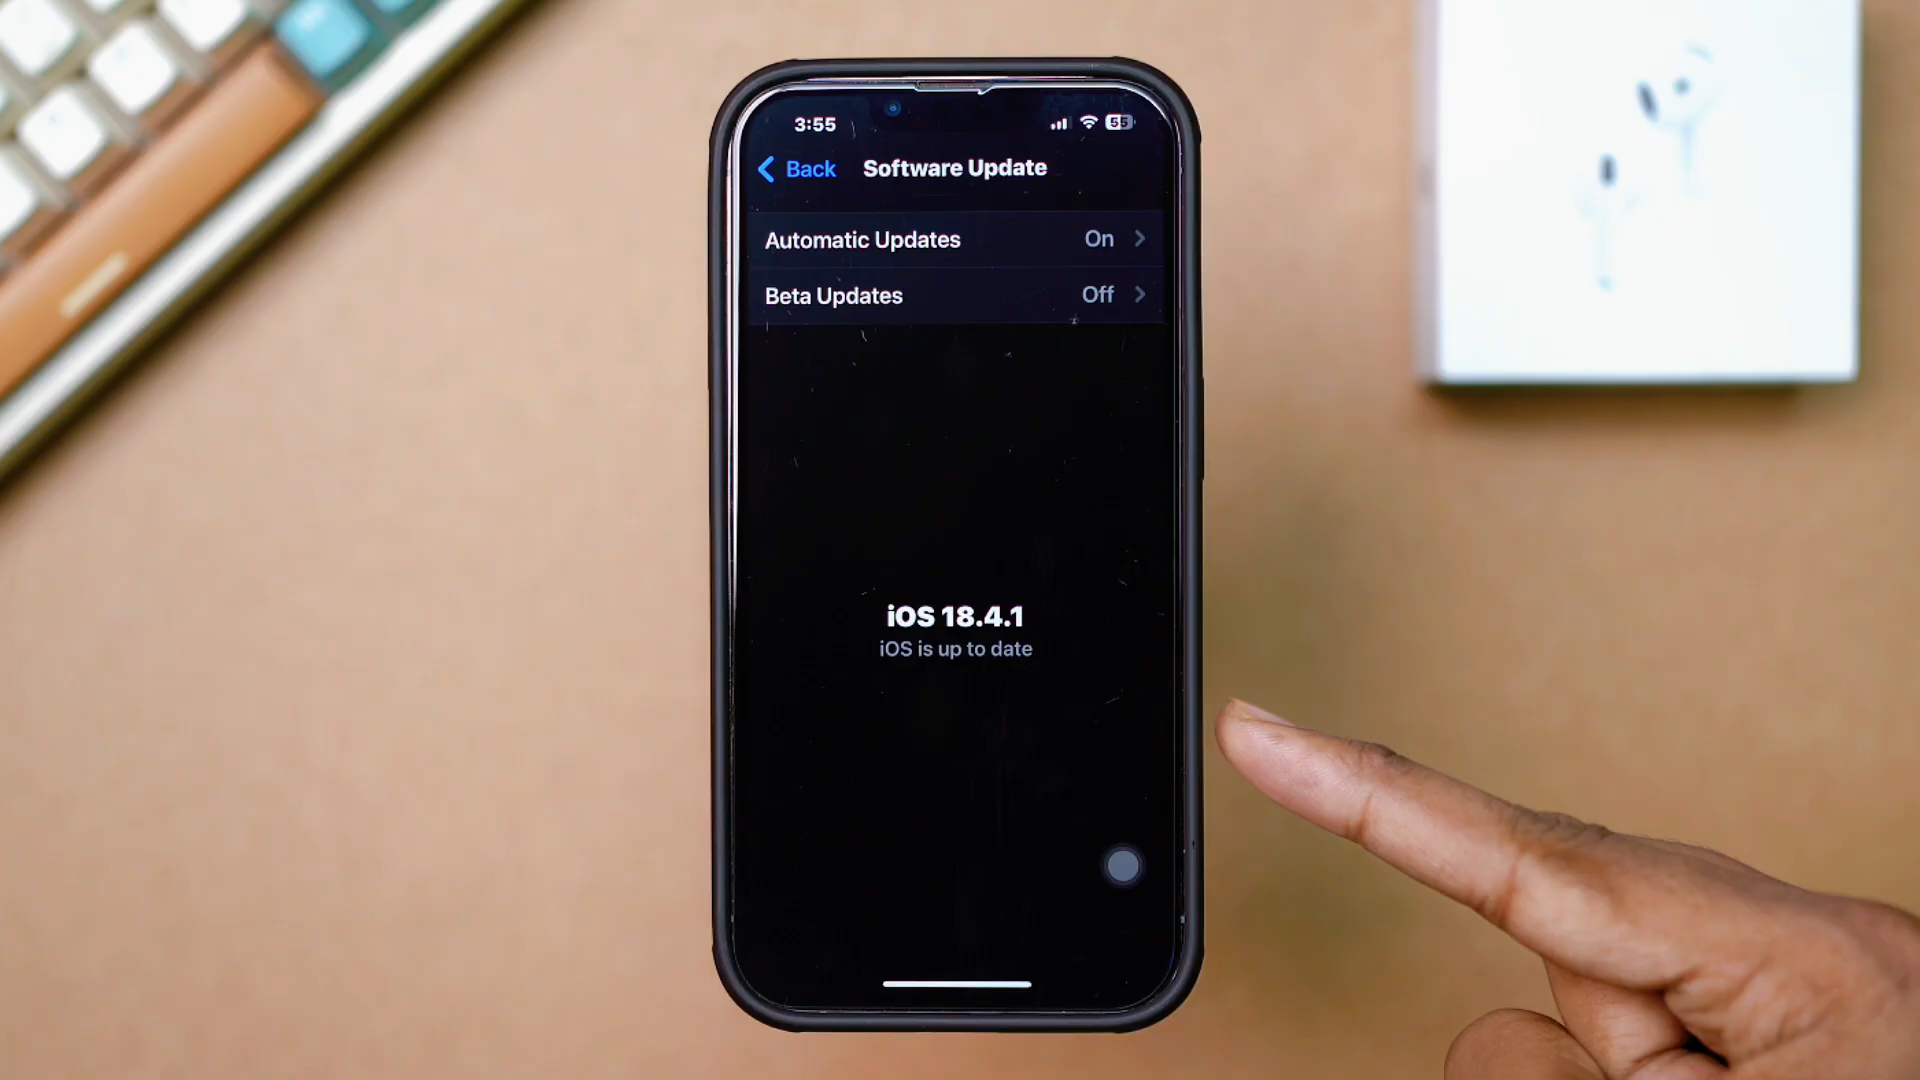 3:55
55
Back
Software Update
Automatic Updates On
Beta Updates Off
iOS 18.4.1
iOS is up to date